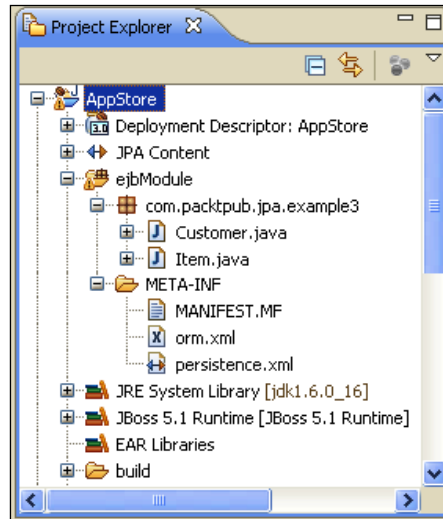 Project Explorer
AppStore
3.0 Deployment Descriptor: AppStore
JPA Content
ejbModule
com.packtpub.jpa.example3
J Customer.java
J Item.java
META-INF
MANIFEST.MF
X orm.xml
persistence.xml
JRE System Library [jdk1.6.0_16]
JBoss 5.1 Runtime [JBoss 5.1 Runtime]
EAR Libraries
build